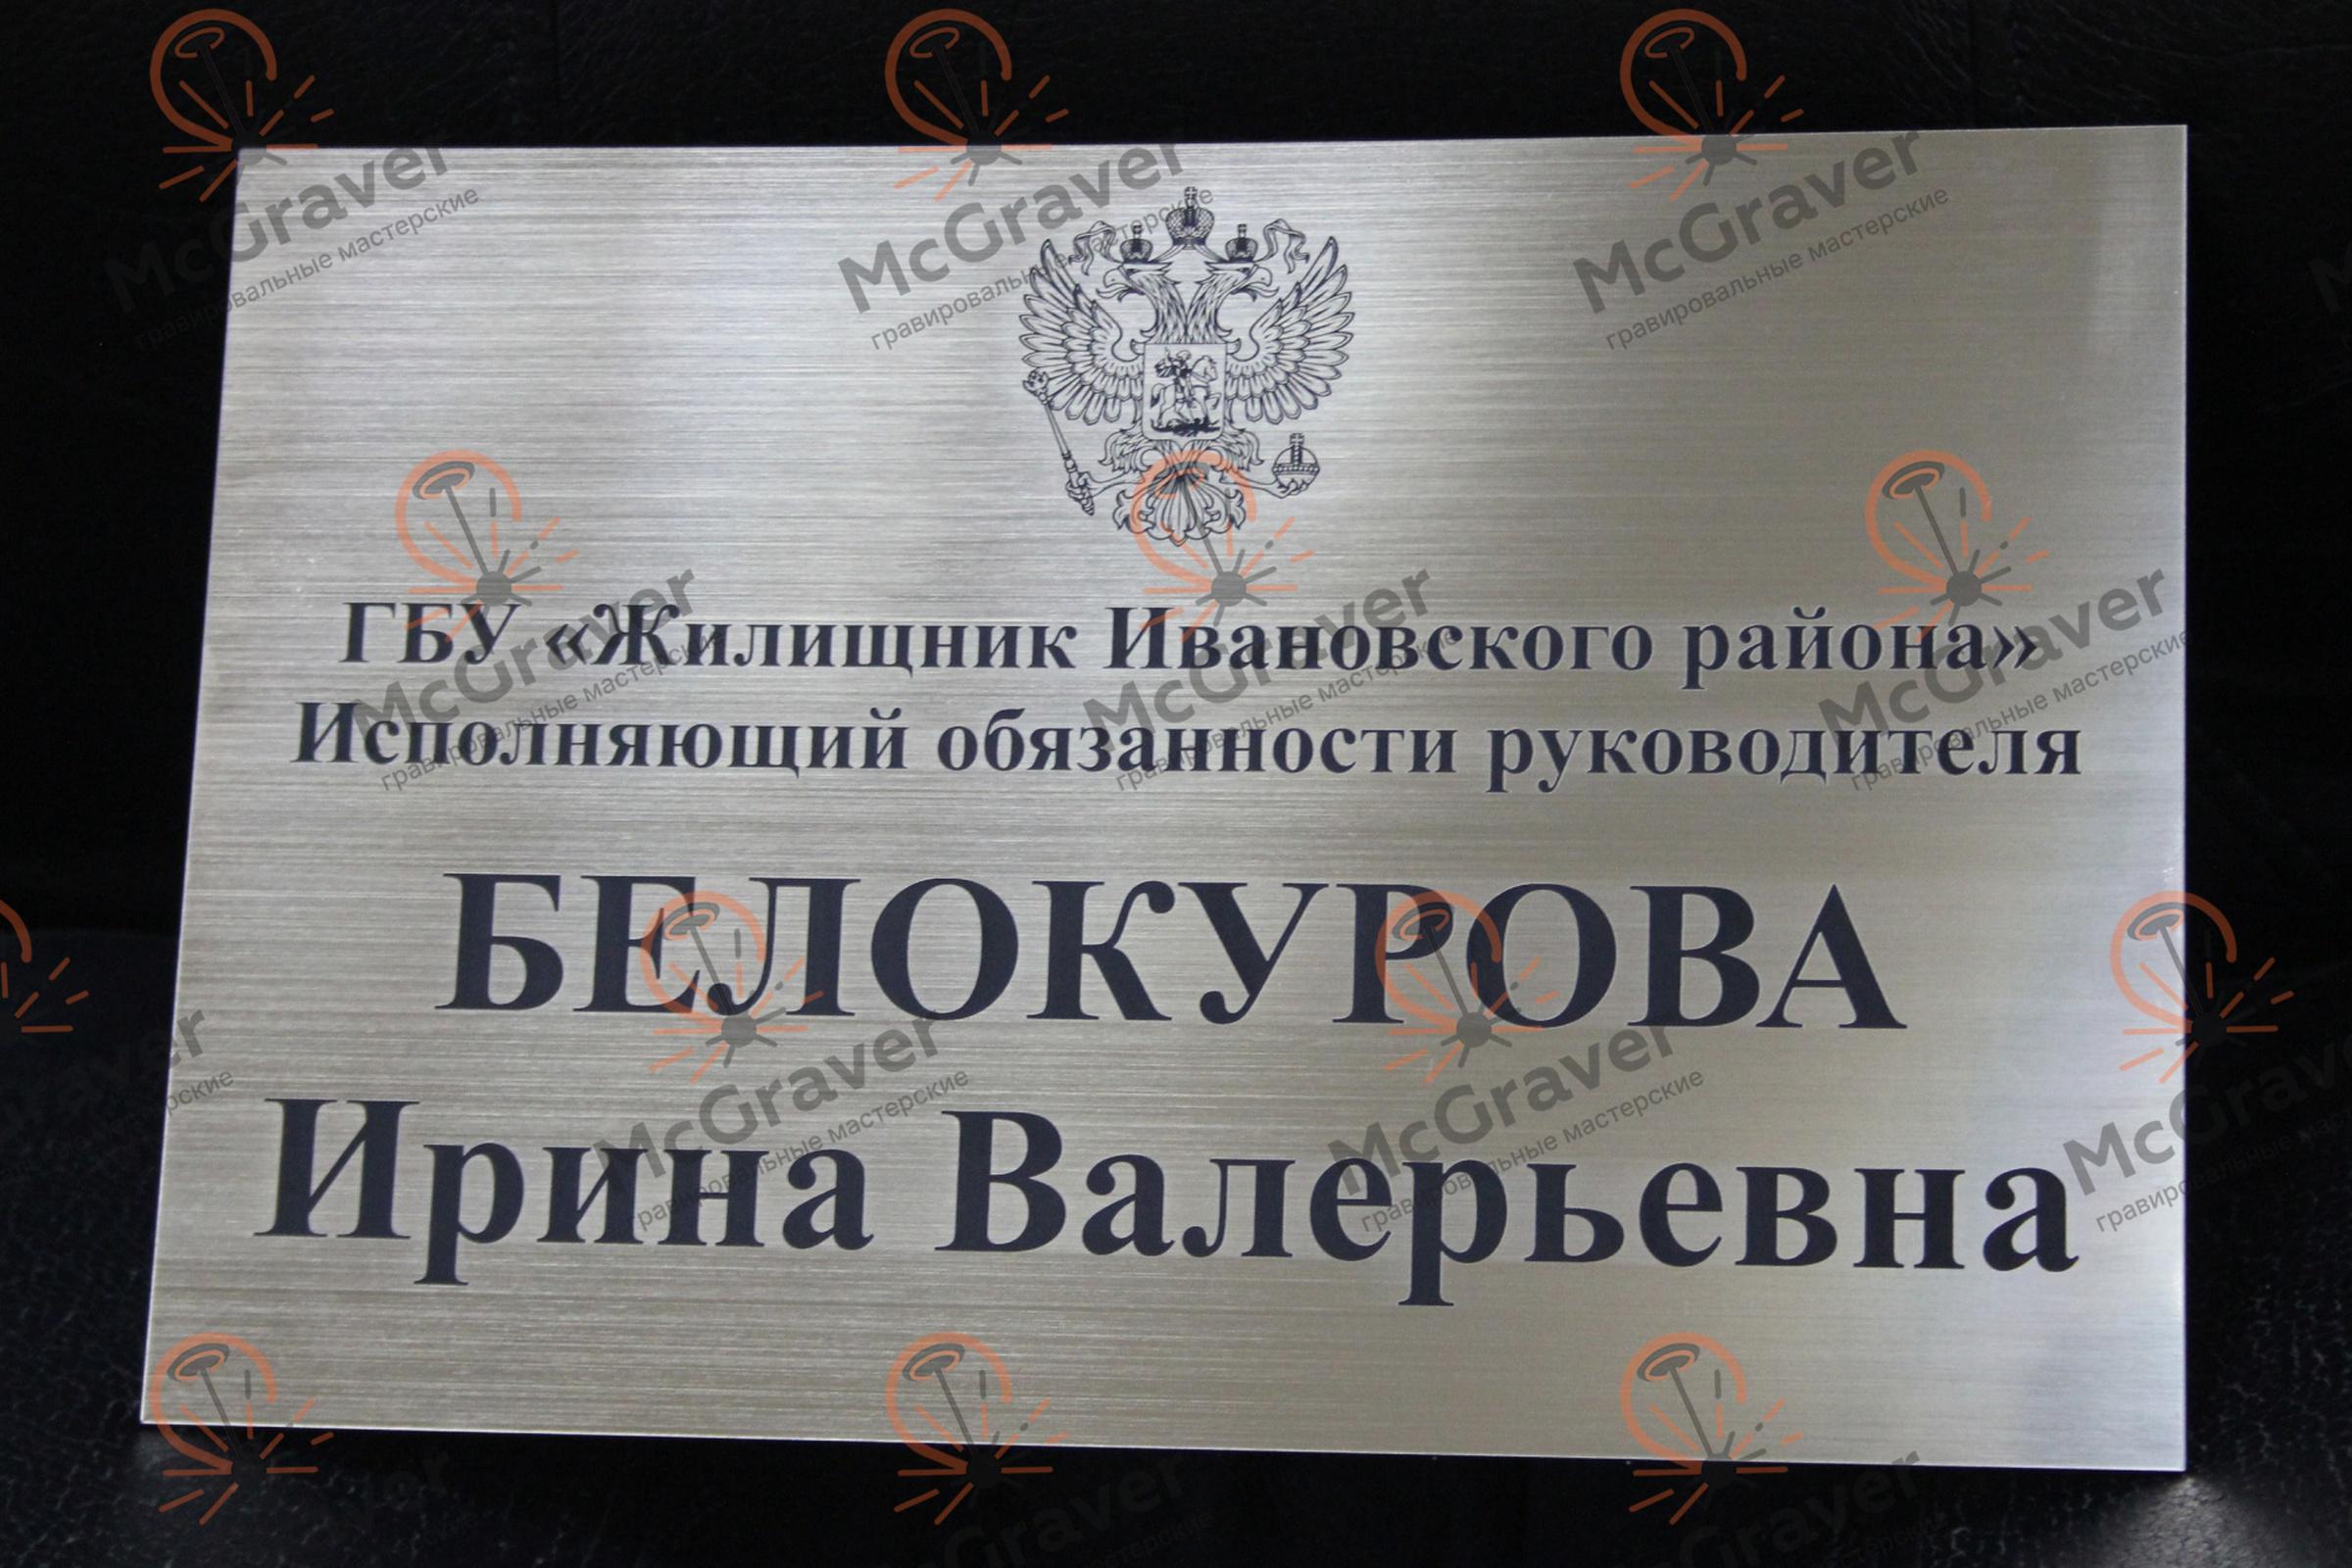 ГБУ «Жилищник Ивановского района»
Исполняющий обязанности руководителя
БЕЛОКУРОВА
Ирина Валерьевна
McGraver
гравировальные мастерские